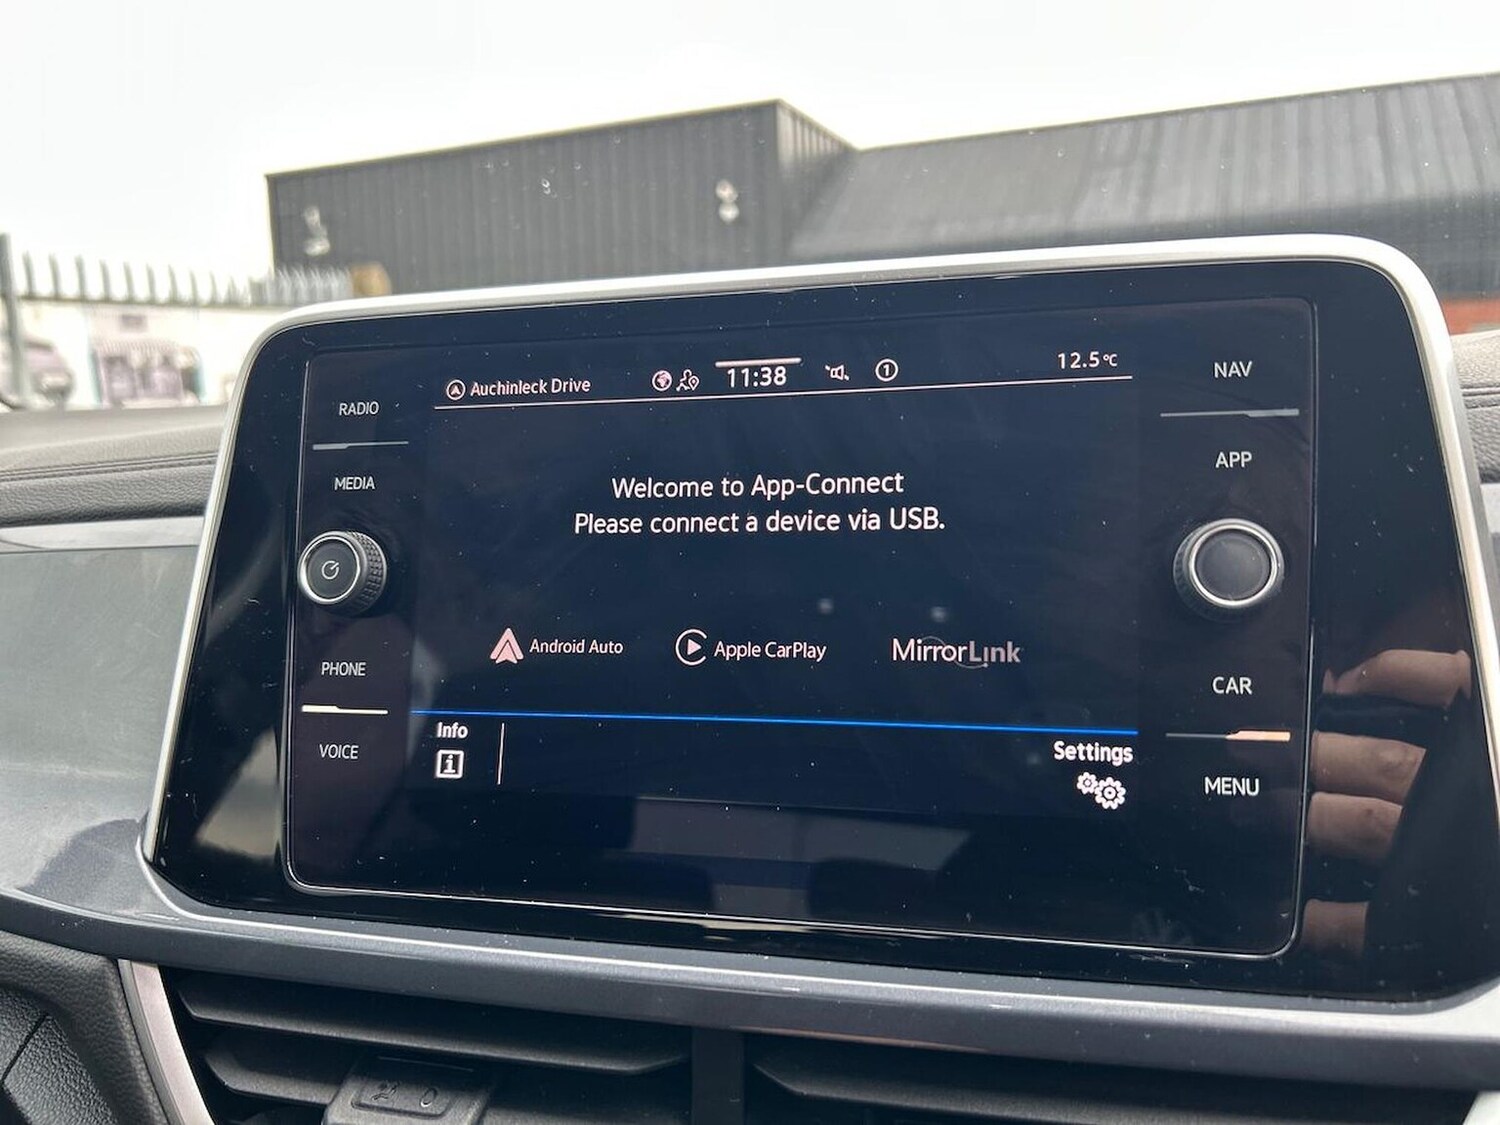 Auchinleck Drive 11:38 1 12.5°C
RADIO
MEDIA
PHONE
VOICE
Welcome to App-Connect
Please connect a device via USB.
Android Auto
Apple CarPlay
MirrorLink
Info
i
Settings
NAV
APP
CAR
MENU